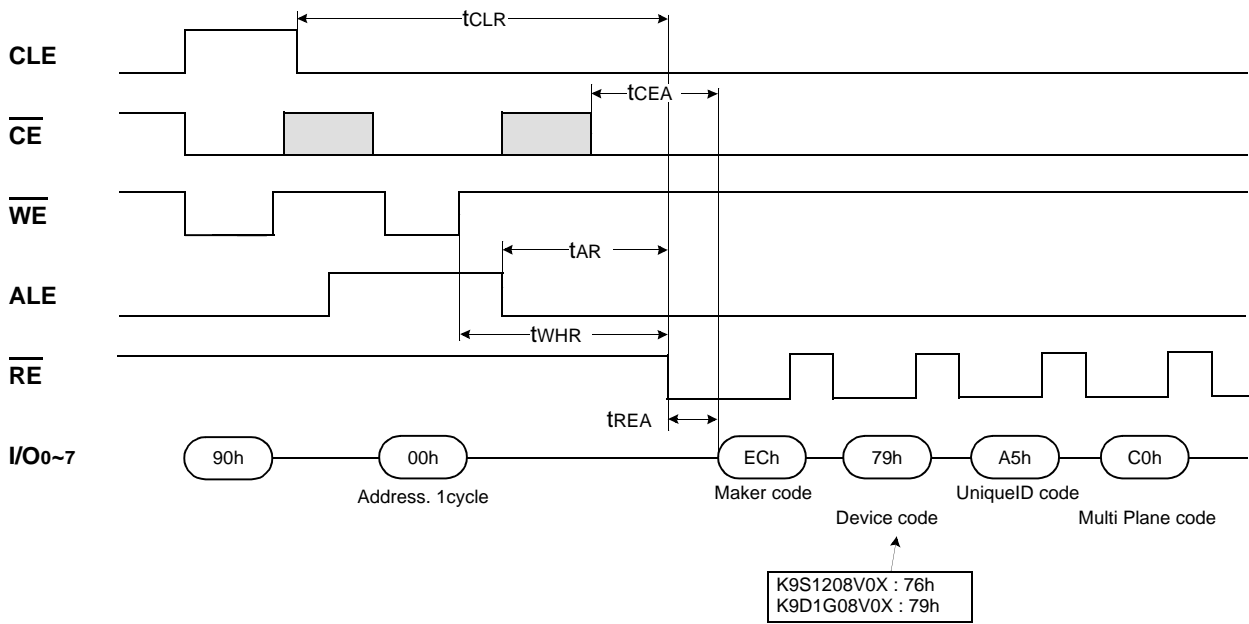 tCLR
CLE
tCEA
CE
WE
tAR
ALE
tWHR
RE
tREA
I/O0~7
90h
00h
ECh
79h
A5h
C0h
Address. 1cycle
Maker code
UniqueID code
Device code
Multi Plane code
K9S1208V0X : 76h
K9D1G08V0X : 79h